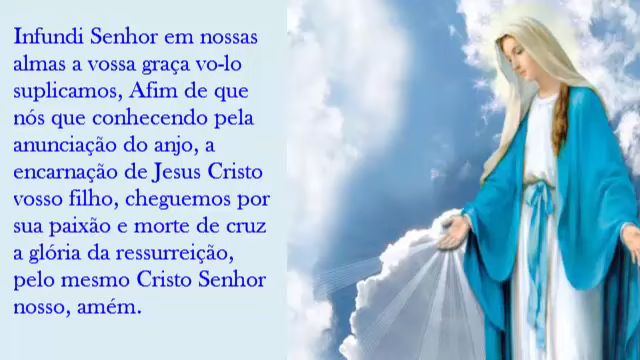 Infundi Senhor em nossas
almas a vossa graça vo-lo
suplicamos, Afim de que
nós que conhecendo pela
anunciação do anjo, a
encarnação de Jesus Cristo
vosso filho, cheguemos por
sua paixão e morte de cruz
a glória da ressurreição,
pelo mesmo Cristo Senhor
nosso, amém.